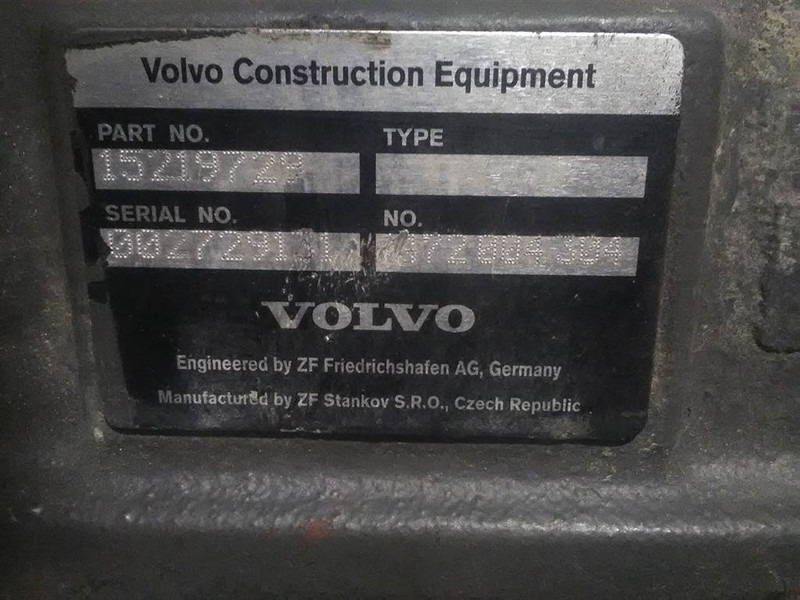 Volvo Construction Equipment
PART NO.
TYPE
15219729
SERIAL NO.
NO.
VOLVO
Engineered by ZF Friedrichshafen AG, Germany
Manufactured by ZF Stankov S.R.O., Czech Republic